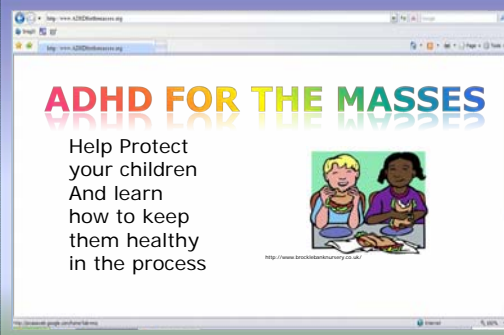 ADHD FOR THE MASSES
Help Protect
your children
And learn
how to keep
them healthy
in the process
http://www.brocklebanknursery.co.uk/